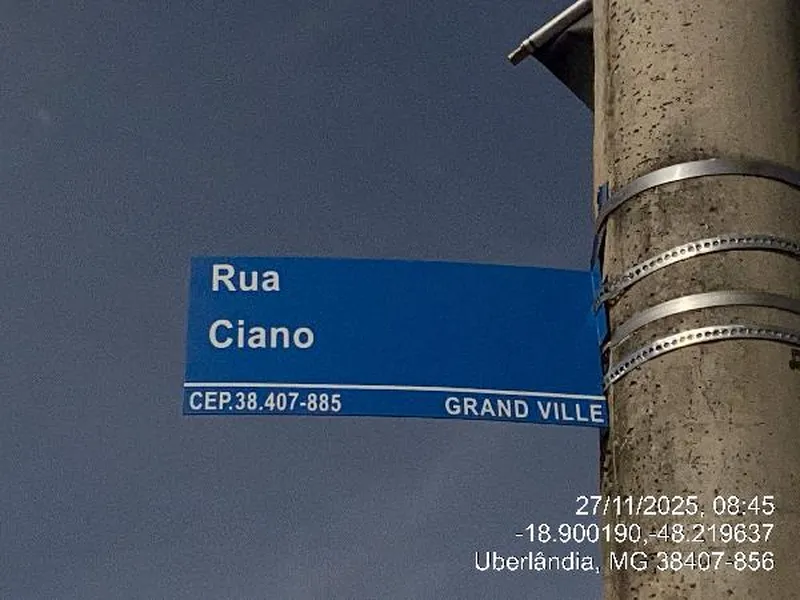 Rua
Ciano
CEP.38.407-885 GRAND VILLE
27/11/2025, 08:45
-18.900190,-48.219637
Uberlândia, MG 38407-856